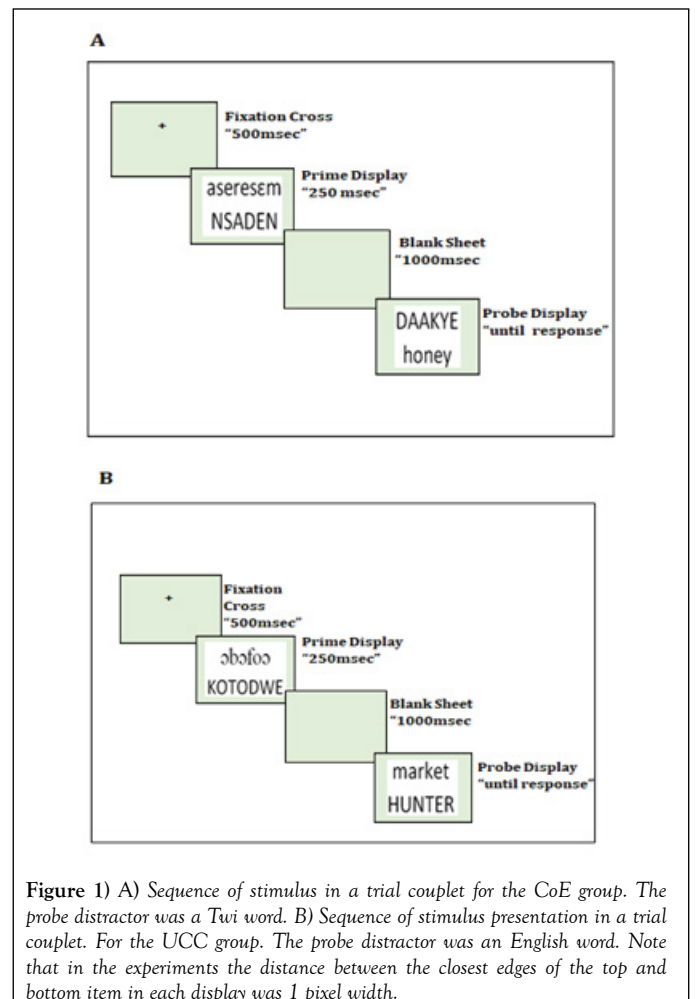 A
+
Fixation Cross
"500msec"
aseresɛm
NSADEN
Prime Display
"250 msec"
Blank Sheet
"1000msec
DAAKYE
honey
Probe Display
"until response"
B
+
Fixation
Cross
"500msec"
ɔbɔfoɔ
KOTODWE
Prime Display
"250msec"
Blank Sheet
"1000msec
market
HUNTER
Probe Display
"until response"
Figure 1) A) Sequence of stimulus in a trial couplet for the CoE group. The
probe distractor was a Twi word. B) Sequence of stimulus presentation in a trial
couplet. For the UCC group. The probe distractor was an English word. Note
that in the experiments the distance between the closest edges of the top and
bottom item in each display was 1 pixel width.